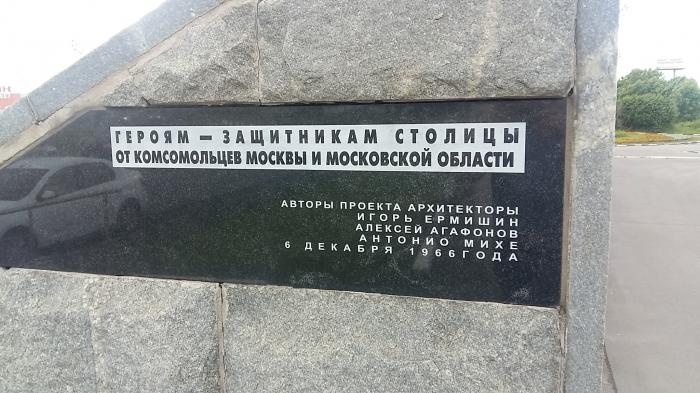 ГЕРОЯМ — ЗАЩИТНИКАМ СТОЛИЦЫ
ОТ КОМСОМОЛЬЦЕВ МОСКВЫ И МОСКОВСКОЙ ОБЛАСТИ
АВТОРЫ ПРОЕКТА АРХИТЕКТОРЫ
ИГОРЬ ЕРМИШИН
АЛЕКСЕЙ АГАФОНОВ
АНТОНИО МИХЕ
6 ДЕКАБРЯ 1966 ГОДА